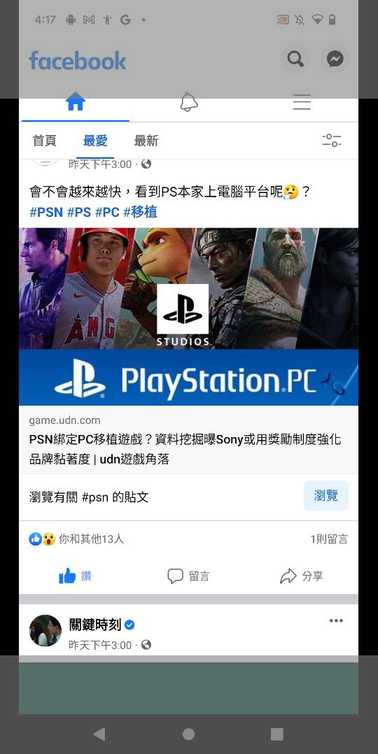 4:17
facebook
首頁 最愛 最新
昨天下午3:00
會不會越來越快，看到PS本家上電腦平台呢🤔？
#PSN #PS #PC #移植
ANG
STUDIOS
PlayStation.PC
game.udn.com
PSN綁定PC移植遊戲？資料挖掘曝Sony或用獎勵制度強化
品牌黏著度 | udn遊戲角落
瀏覽有關 #psn 的貼文 瀏覽
你和其他13人 1則留言
讚 留言 分享
關鍵時刻
昨天下午3:00